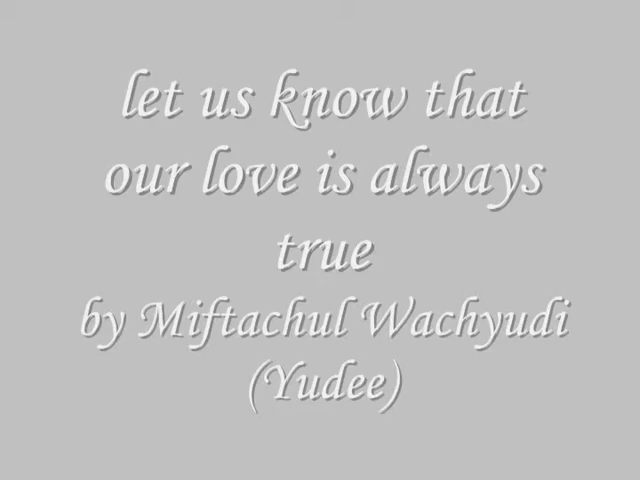 let us know that
our love is always
true
by Miftachul Wachyudi
(Yudee)